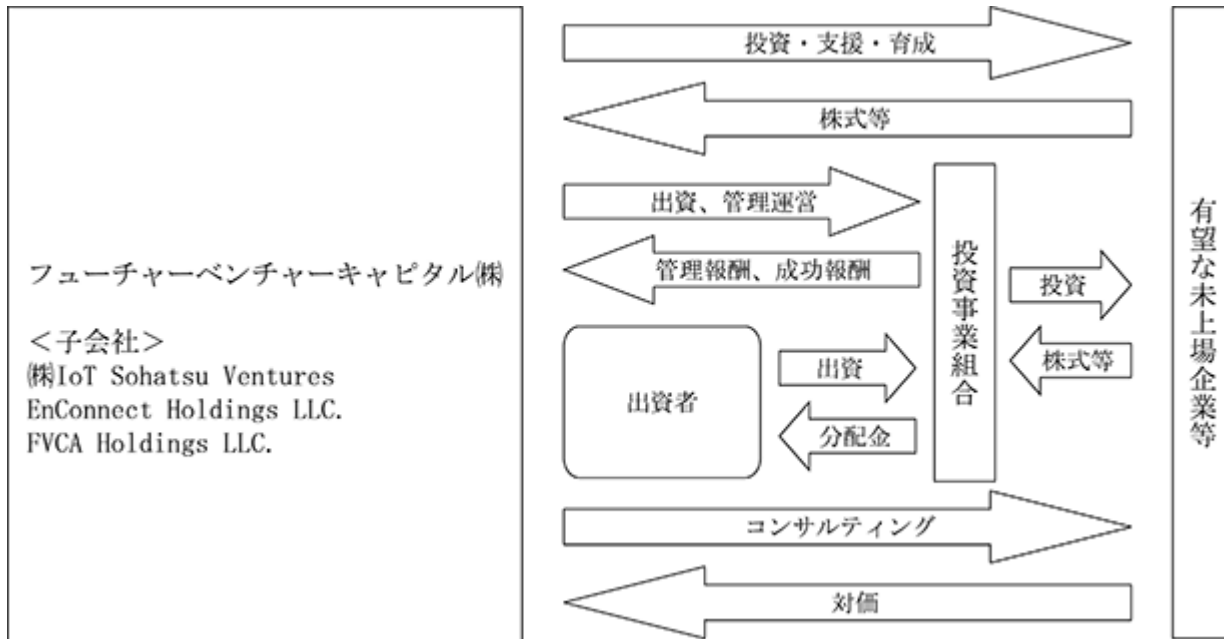 フューチャーベンチャーキャピタル㈱
＜子会社＞
㈱IoT Sohatsu Ventures
EnConnect Holdings LLC.
FVCA Holdings LLC.
投資・支援・育成
株式等
出資、管理運営
管理報酬、成功報酬
出資者
出資
分配金
投資事業組合
投資
株式等
コンサルティング
対価
有望な未上場企業等